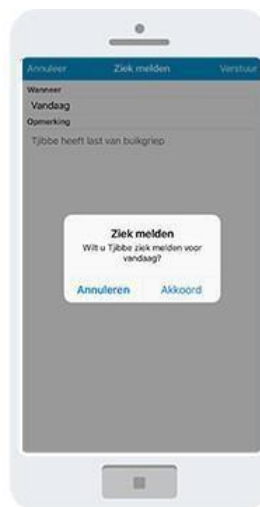 Annuleer Ziek melden Verstuur
Wanneer
Vandaag
Opmerking
Tjibbe heeft last van buikgriep
Ziek melden
Wilt u Tjibbe ziek melden voor
vandaag?
Annuleren Akkoord